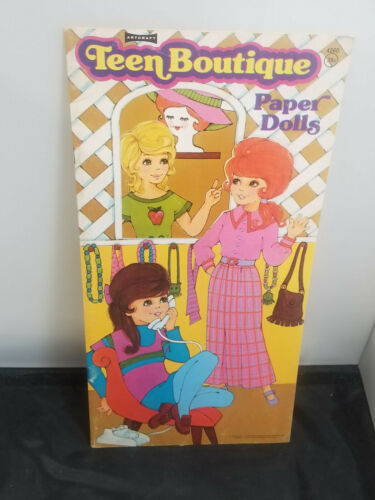 ARTCRAFT
Teen Boutique
Paper
Dolls